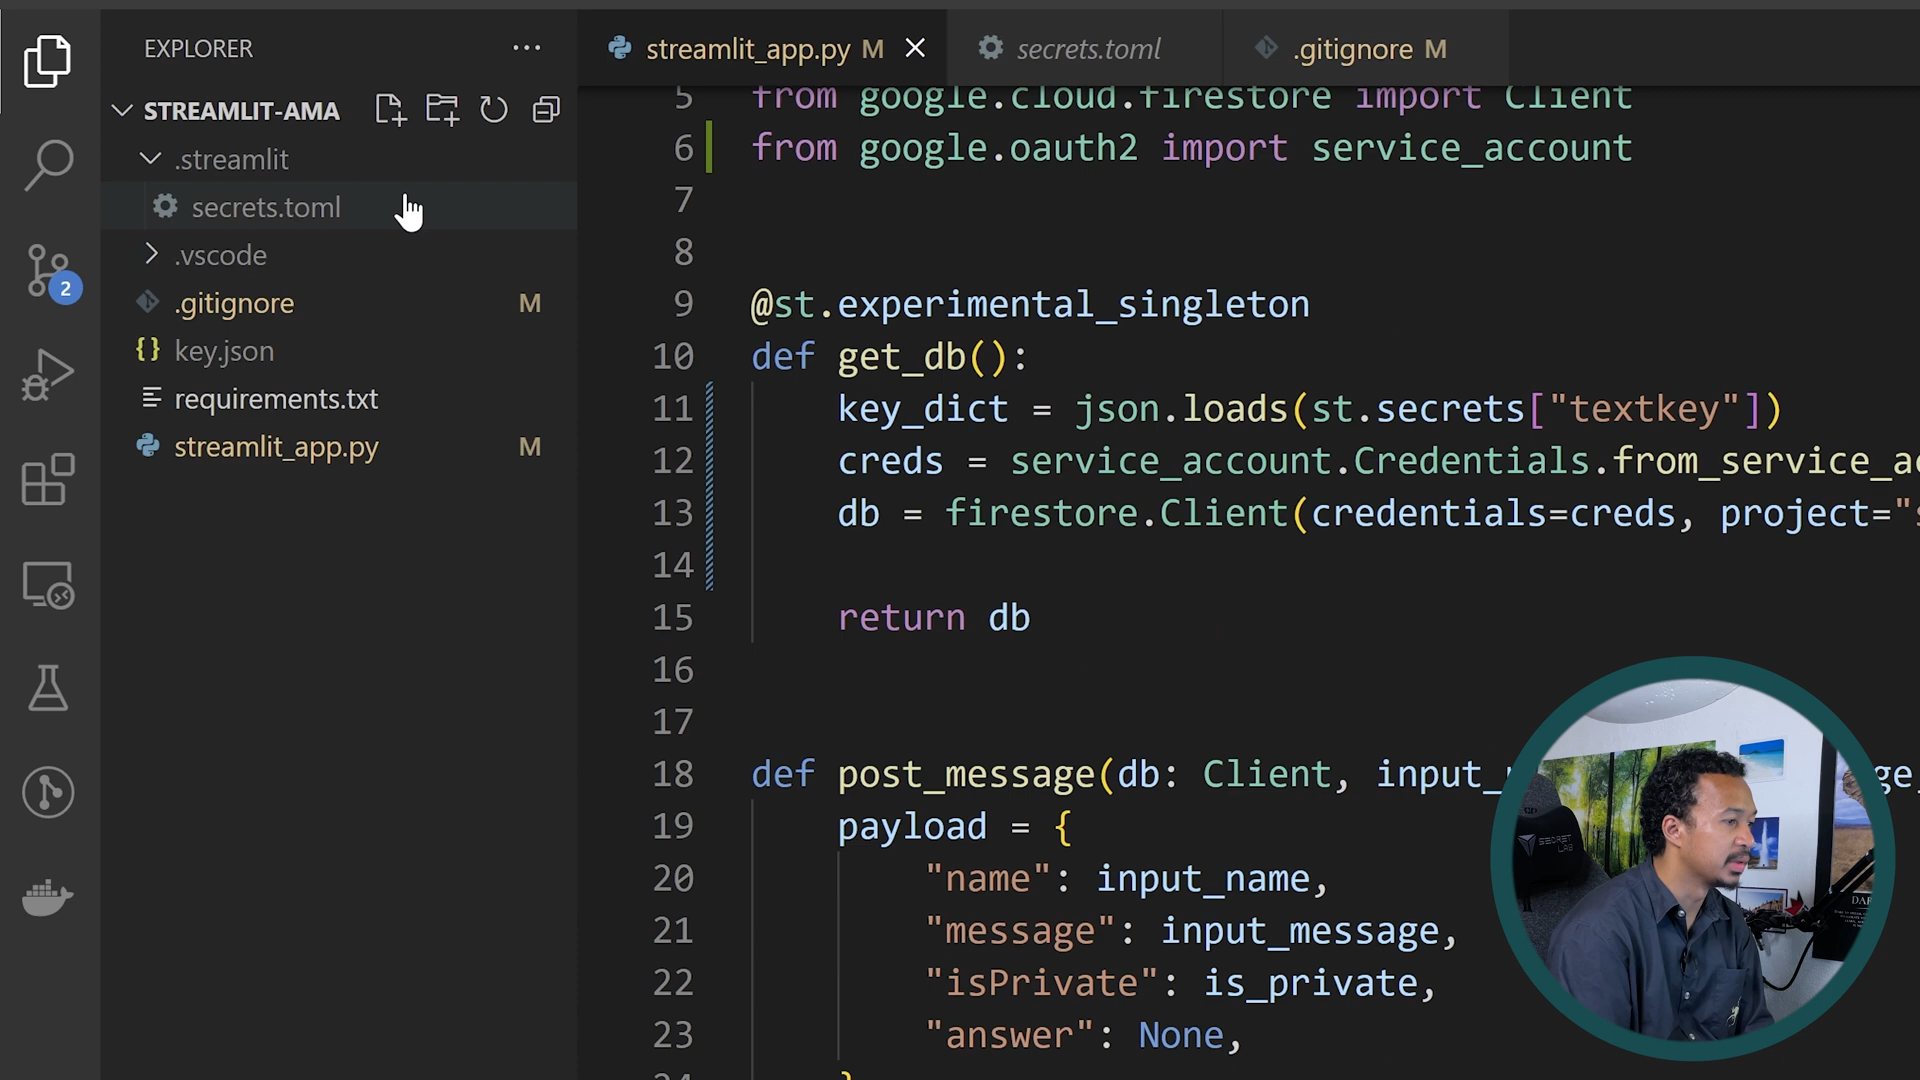 EXPLORER
streamlit_app.py M
secrets.toml
.gitignore M
STREAMLIT-AMA
.streamlit
secrets.toml
.vscode
2
.gitignore M
key.json
requirements.txt
streamlit_app.py M
5 from google.cloud.firestore import Client
6 from google.oauth2 import service_account
7
8
9 @st.experimental_singleton
10 def get_db():
11 key_dict = json.loads(st.secrets["textkey"])
12 creds = service_account.Credentials.from_service_a
13 db = firestore.Client(credentials=creds, project="s
14
15 return db
16
17
18 def post_message(db: Client, input_
19 payload = {
20 "name": input_name,
21 "message": input_message,
22 "isPrivate": is_private,
23 "answer": None,
}
SECRET LAB